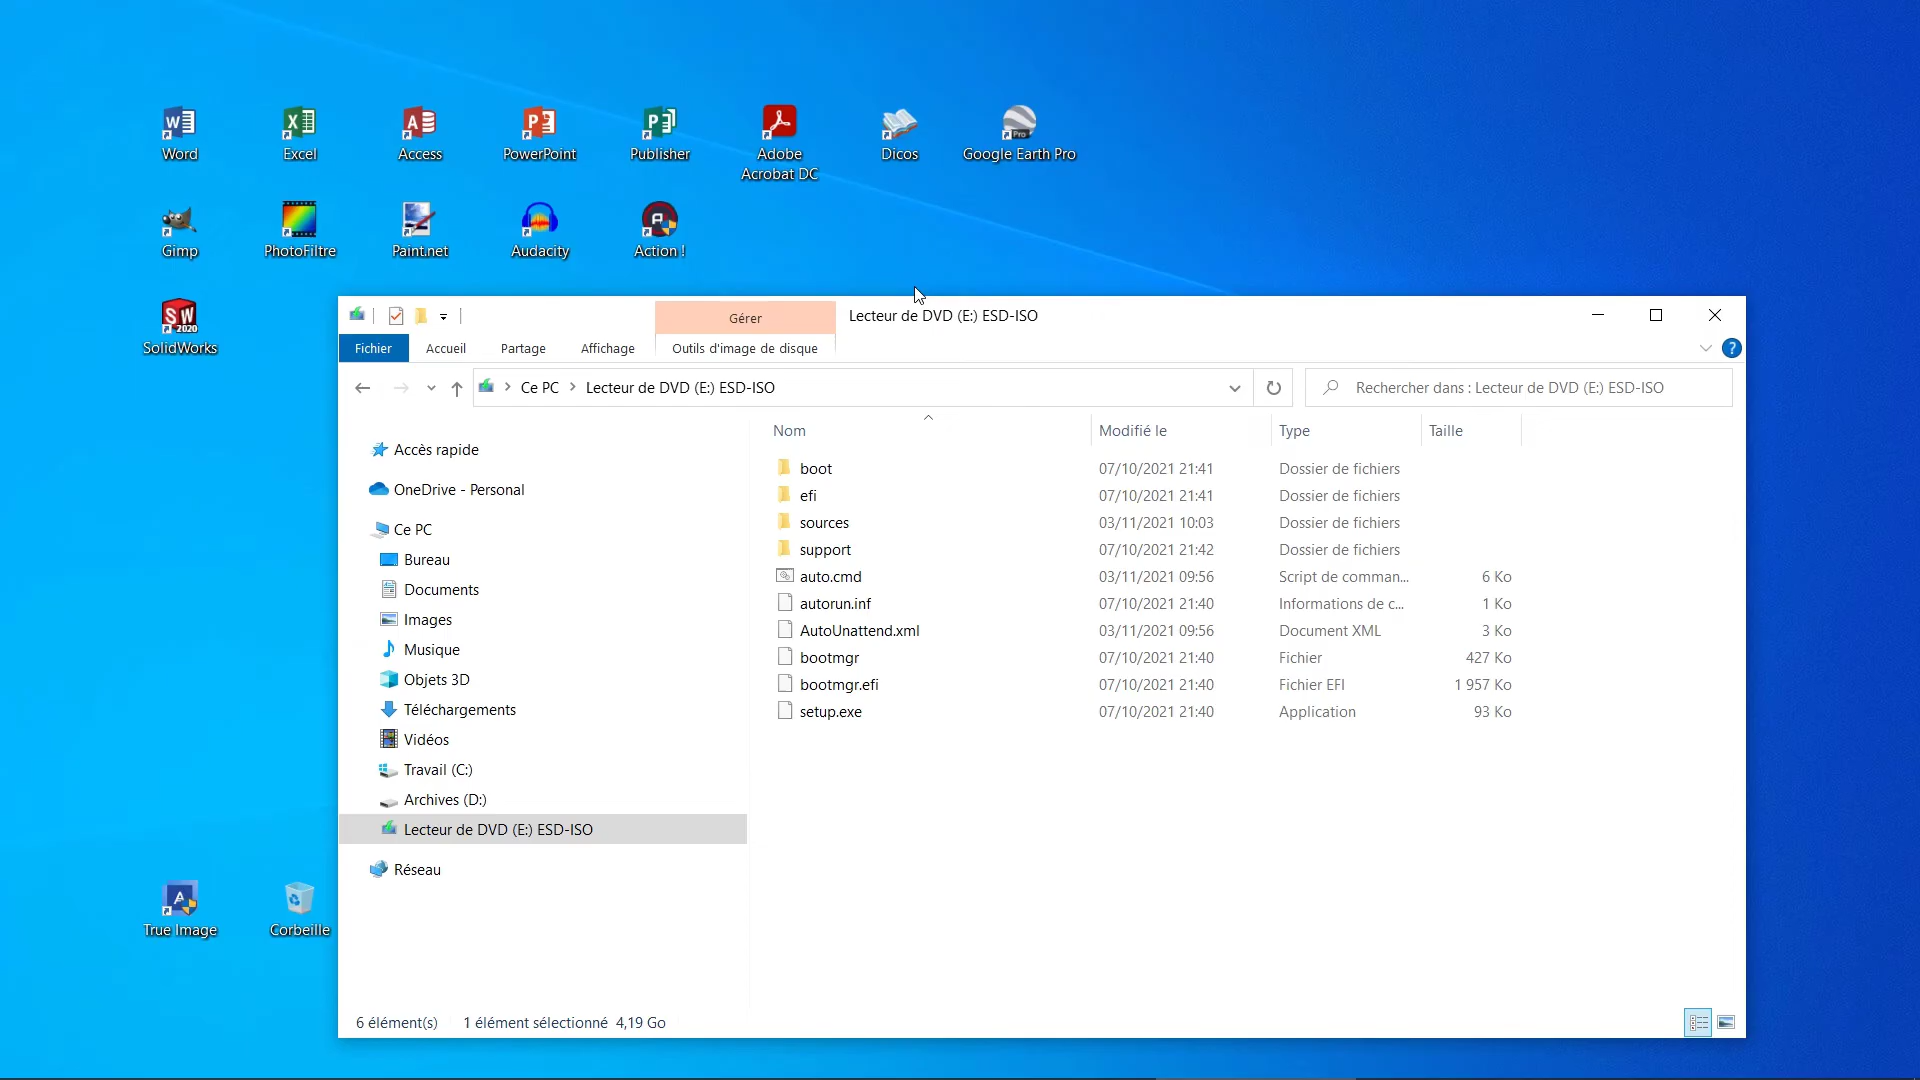 Word
Excel
Access
PowerPoint
Publisher
Adobe
Acrobat DC
Dicos
Google Earth Pro
Gimp
PhotoFiltre
Paint.net
Audacity
Action !
SolidWorks
True Image
Corbeille
Gérer
Lecteur de DVD (E:) ESD-ISO
Fichier
Accueil
Partage
Affichage
Outils d'image de disque
Ce PC
Lecteur de DVD (E:) ESD-ISO
Rechercher dans : Lecteur de DVD (E:) ESD-ISO
Accès rapide
OneDrive - Personal
Ce PC
Bureau
Documents
Images
Musique
Objets 3D
Téléchargements
Vidéos
Travail (C:)
Archives (D:)
Lecteur de DVD (E:) ESD-ISO
Réseau
Nom Modifié le Type Taille
boot 07/10/2021 21:41 Dossier de fichiers
efi 07/10/2021 21:41 Dossier de fichiers
sources 03/11/2021 10:03 Dossier de fichiers
support 07/10/2021 21:42 Dossier de fichiers
auto.cmd 03/11/2021 09:56 Script de comman... 6 Ko
autorun.inf 07/10/2021 21:40 Informations de c... 1 Ko
AutoUnattend.xml 03/11/2021 09:56 Document XML 3 Ko
bootmgr 07/10/2021 21:40 Fichier 427 Ko
bootmgr.efi 07/10/2021 21:40 Fichier EFI 1 957 Ko
setup.exe 07/10/2021 21:40 Application 93 Ko
6 élément(s) 1 élément sélectionné 4,19 Go